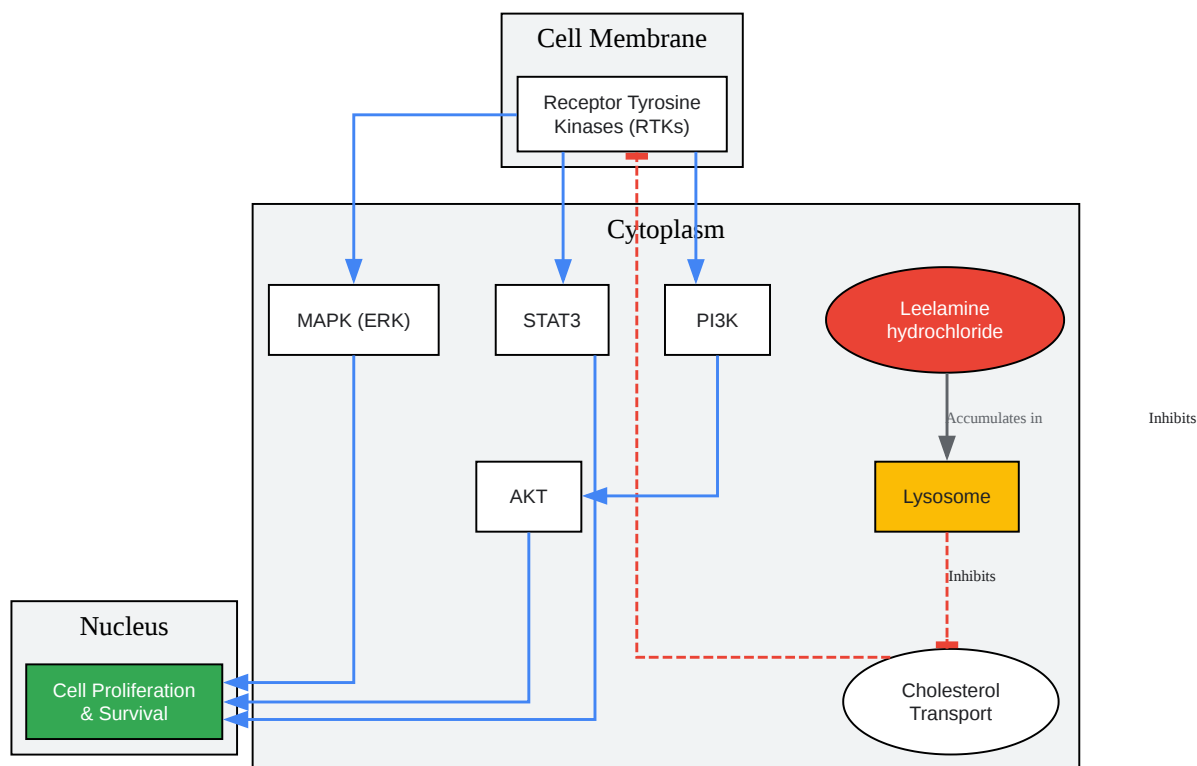 Cell Membrane
Receptor Tyrosine
Kinases (RTKs)
Cytoplasm
MAPK (ERK)
STAT3
PI3K
Leelamine
hydrochloride
Accumulates in
Inhibits
AKT
Lysosome
Inhibits
Nucleus
Cell Proliferation
& Survival
Cholesterol
Transport